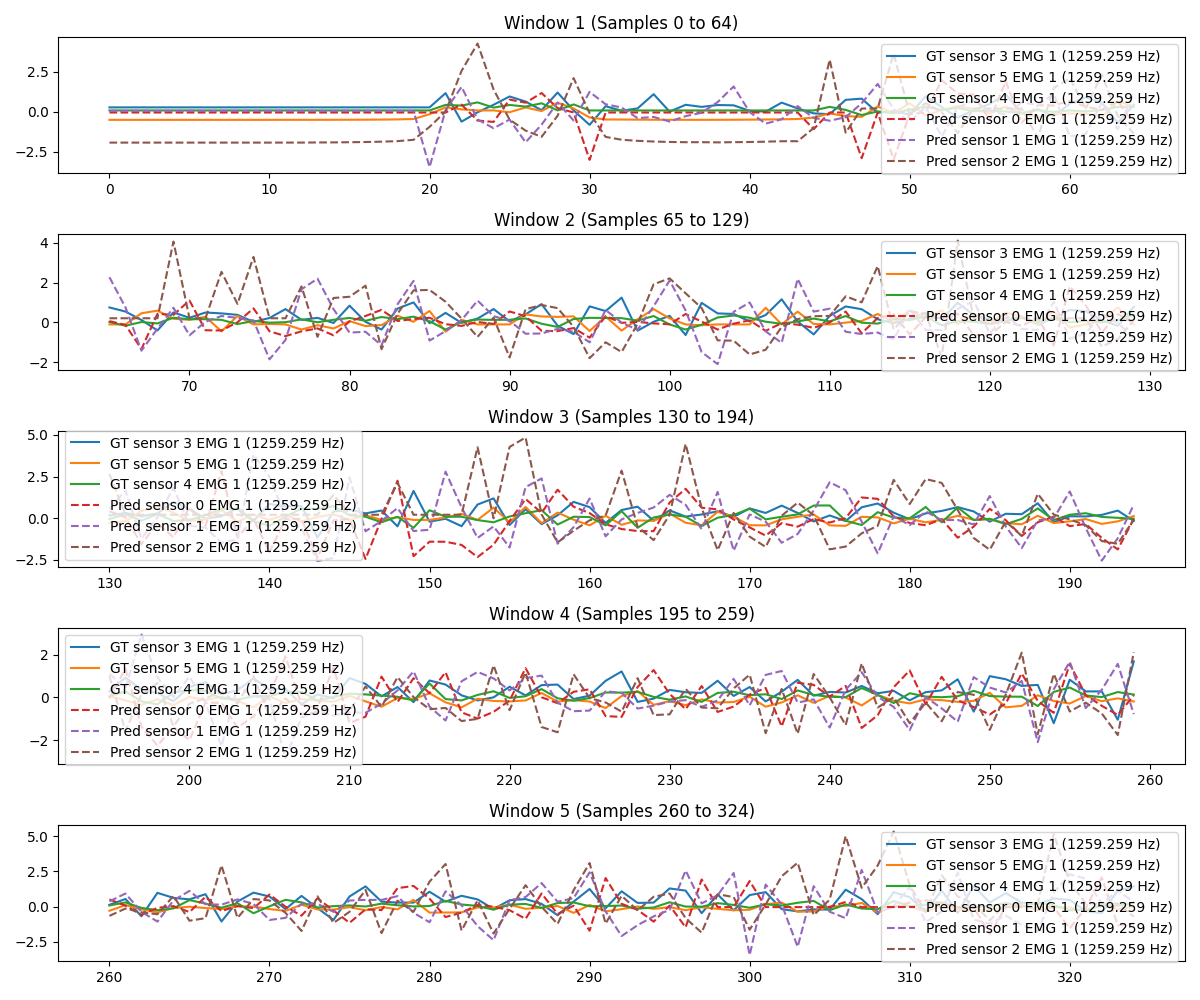 Window 1 (Samples 0 to 64)
2.5
0.0
−2.5
GT sensor 3 EMG 1 (1259.259 Hz)
GT sensor 5 EMG 1 (1259.259 Hz)
GT sensor 4 EMG 1 (1259.259 Hz)
Pred sensor 0 EMG 1 (1259.259 Hz)
Pred sensor 1 EMG 1 (1259.259 Hz)
Pred sensor 2 EMG 1 (1259.259 Hz)
0 10 20 30 40 50 60
Window 2 (Samples 65 to 129)
4
2
0
−2
GT sensor 3 EMG 1 (1259.259 Hz)
GT sensor 5 EMG 1 (1259.259 Hz)
GT sensor 4 EMG 1 (1259.259 Hz)
Pred sensor 0 EMG 1 (1259.259 Hz)
Pred sensor 1 EMG 1 (1259.259 Hz)
Pred sensor 2 EMG 1 (1259.259 Hz)
70 80 90 100 110 120 130
Window 3 (Samples 130 to 194)
5.0
2.5
0.0
−2.5
GT sensor 3 EMG 1 (1259.259 Hz)
GT sensor 5 EMG 1 (1259.259 Hz)
GT sensor 4 EMG 1 (1259.259 Hz)
Pred sensor 0 EMG 1 (1259.259 Hz)
Pred sensor 1 EMG 1 (1259.259 Hz)
Pred sensor 2 EMG 1 (1259.259 Hz)
130 140 150 160 170 180 190
Window 4 (Samples 195 to 259)
2
0
−2
GT sensor 3 EMG 1 (1259.259 Hz)
GT sensor 5 EMG 1 (1259.259 Hz)
GT sensor 4 EMG 1 (1259.259 Hz)
Pred sensor 0 EMG 1 (1259.259 Hz)
Pred sensor 1 EMG 1 (1259.259 Hz)
Pred sensor 2 EMG 1 (1259.259 Hz)
200 210 220 230 240 250 260
Window 5 (Samples 260 to 324)
5.0
2.5
0.0
−2.5
GT sensor 3 EMG 1 (1259.259 Hz)
GT sensor 5 EMG 1 (1259.259 Hz)
GT sensor 4 EMG 1 (1259.259 Hz)
Pred sensor 0 EMG 1 (1259.259 Hz)
Pred sensor 1 EMG 1 (1259.259 Hz)
Pred sensor 2 EMG 1 (1259.259 Hz)
260 270 280 290 300 310 320